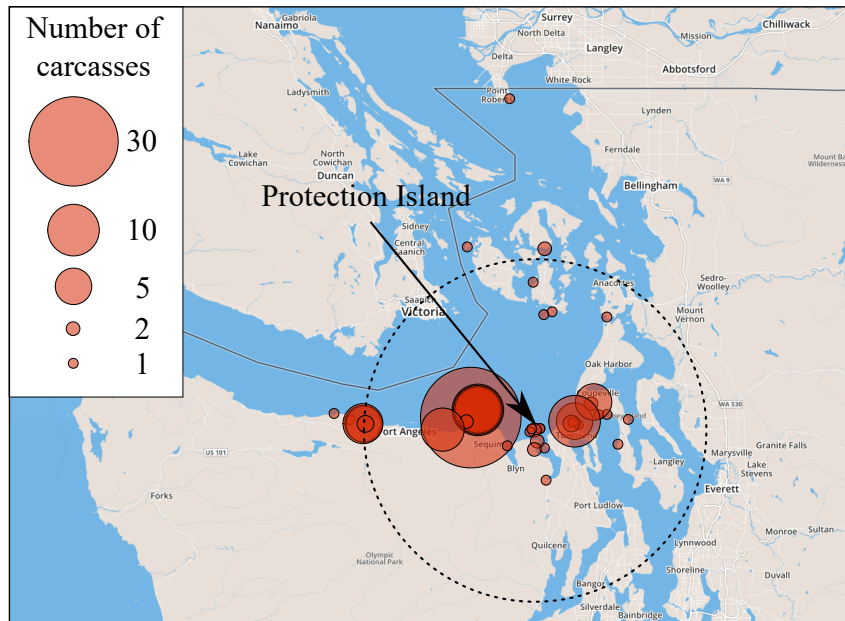 Number of
carcasses
30
10
5
2
1
Protection Island
Gabriola
Nanaimo
Surrey
North Delta
Delta
Langley
Mission
Chilliwack
Abbotsford
White Rock
Ladysmith
Point
Lynden
Lake
Cowichan
North
Cowichan
Duncan
Ferndale
Mount Ba
Wilderness
WA 9
Bellingham
Sidney
Central
Saanich
Saanich
Victoria
Anacortes
Sedro-
Woolley
Mount
Vernon
Oak Harbor
oupeville
WA 530
Port Angeles
Sequim
Townsend
US 101
Blyn
Langley
Marysville
Granite Falls
Lake
Stevens
Everett
Forks
Port Ludlow
Quilcene
Olympic
National Park
Lynnwood
Monroe
Sultan
Shoreline
Duvall
Bangor
Silverdale
Bainbridge